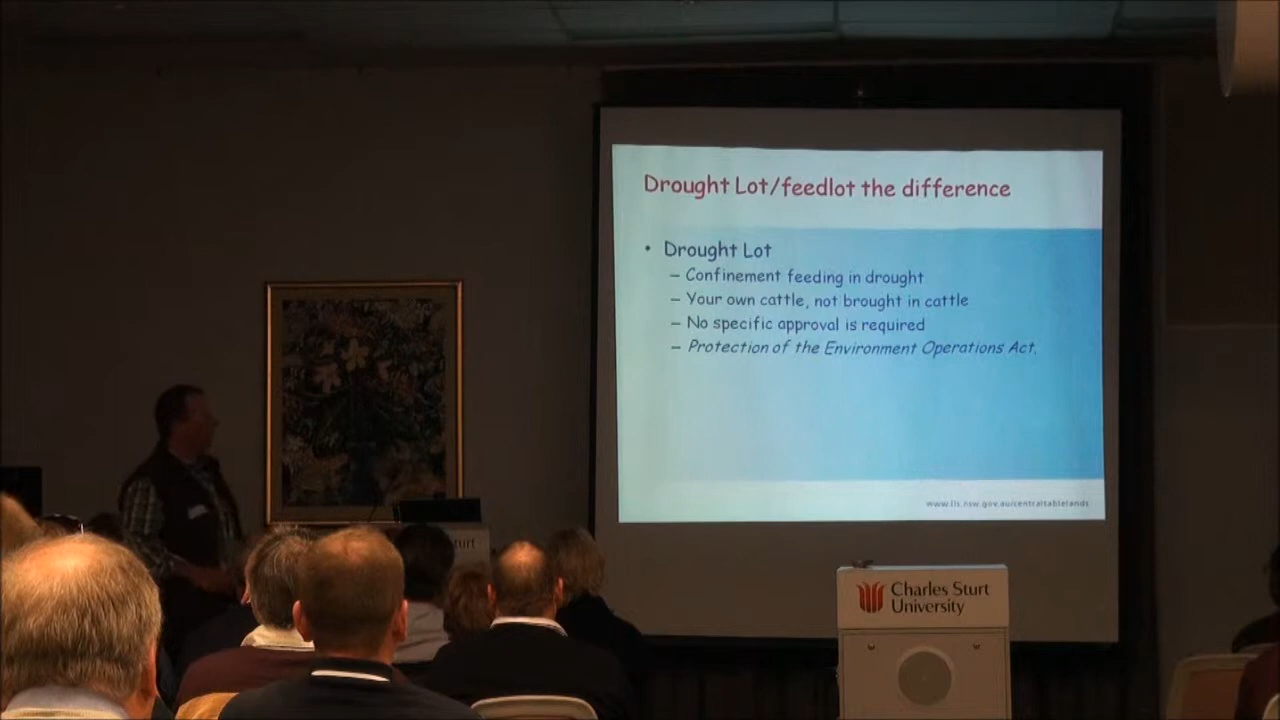 Drought Lot/feedlot the difference
• Drought Lot
– Confinement feeding in drought
– Your own cattle, not brought in cattle
– No specific approval is required
– Protection of the Environment Operations Act.
www.lls.nsw.gov.au/centraltablelands
Sturt
Charles Sturt
University